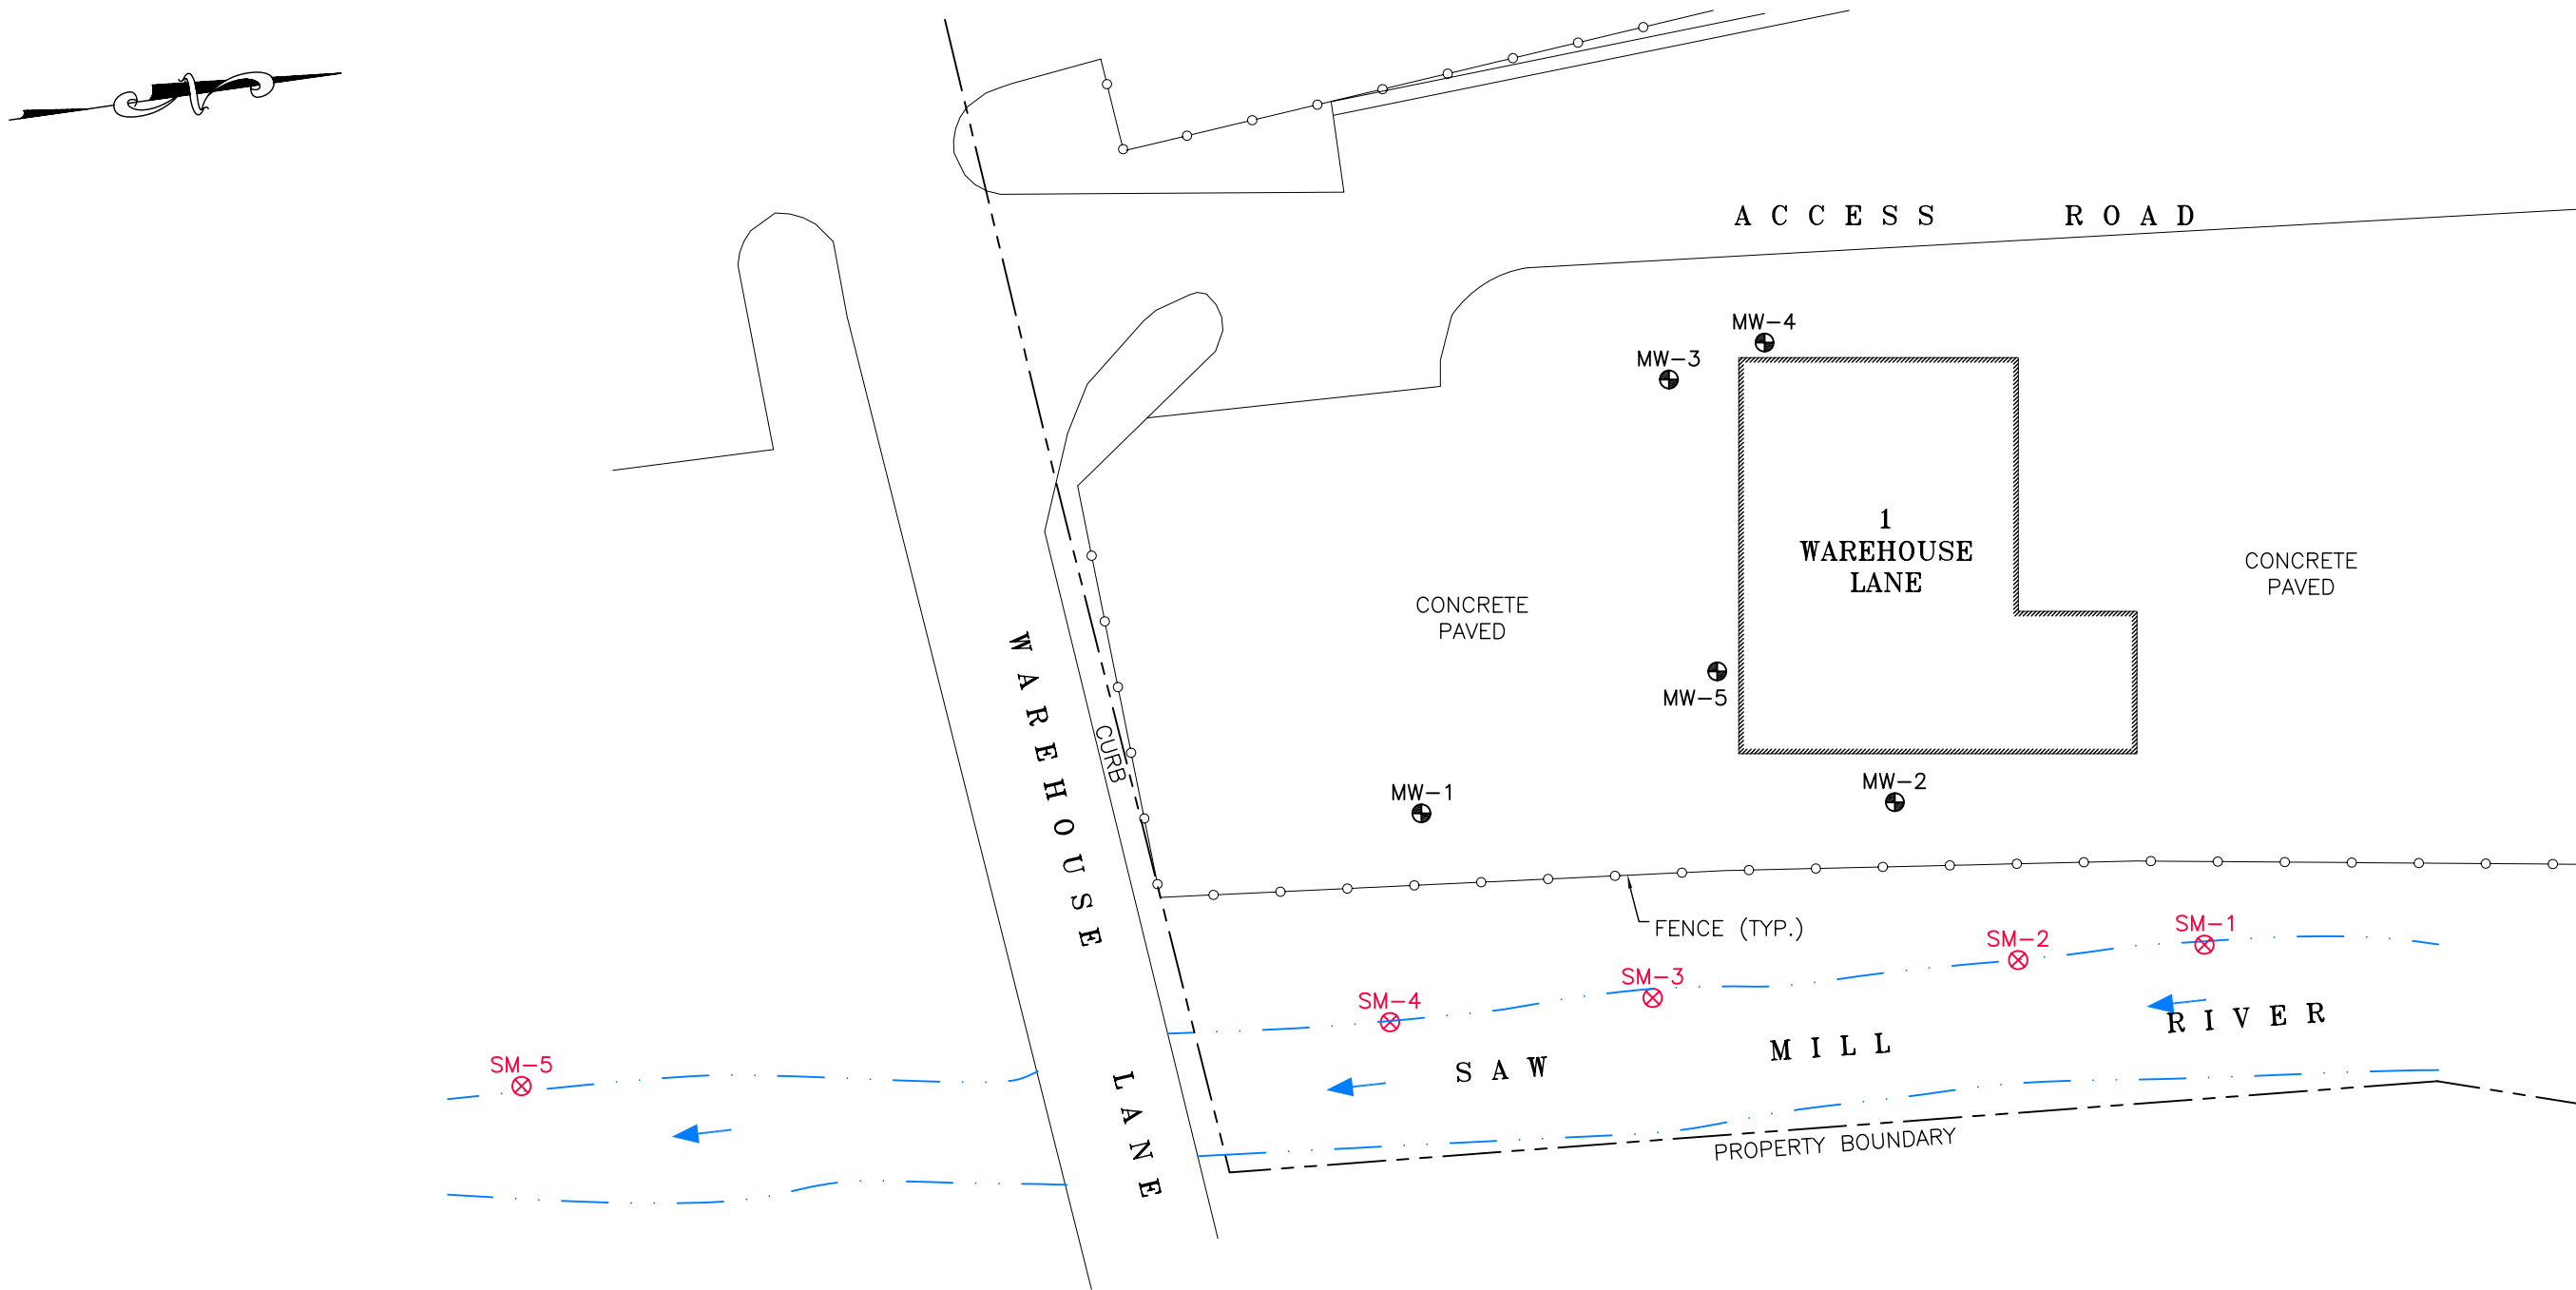 N
ACCESS ROAD
MW-4
MW-3
1
WAREHOUSE
LANE
CONCRETE
PAVED
CONCRETE
PAVED
MW-5
WAREHOUSE LANE
CURB
MW-2
MW-1
FENCE (TYP.)
SM-1
SM-2
SM-3
SM-4
SM-5
SAW MILL RIVER
PROPERTY BOUNDARY